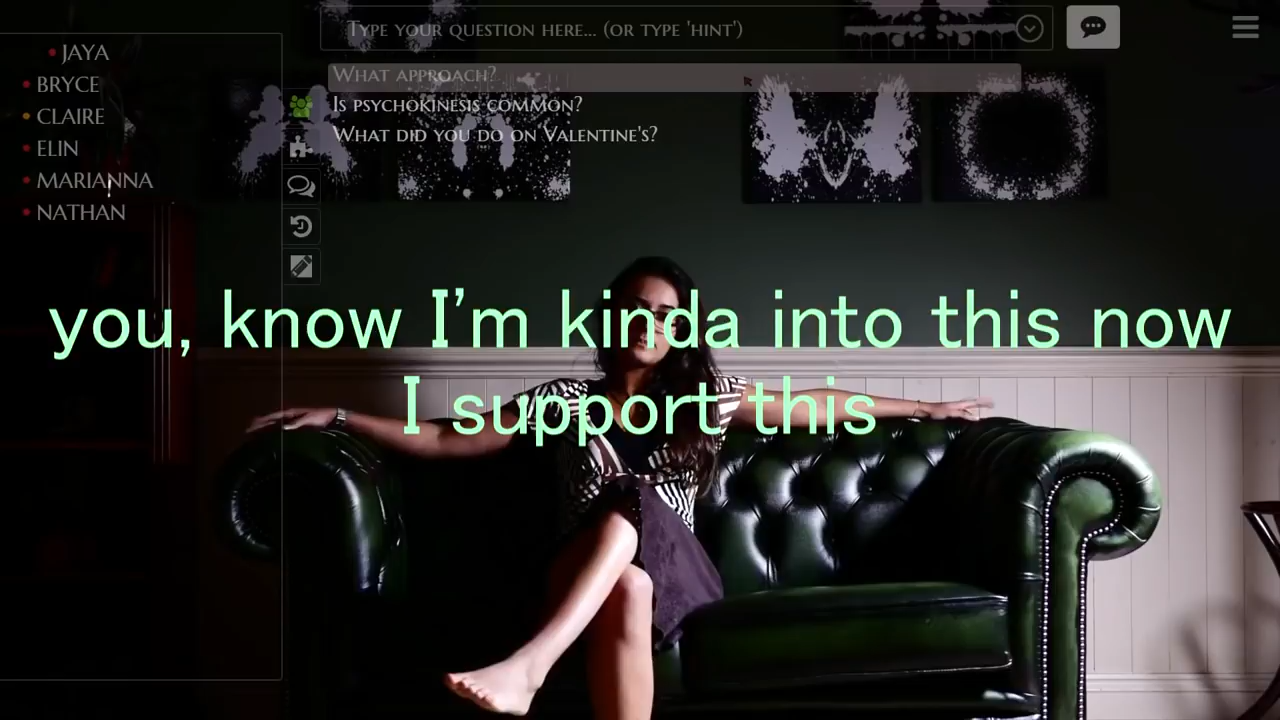 Type your question here... (or type 'hint')
JAYA
BRYCE
CLAIRE
ELIN
MARIANNA
NATHAN
What approach?
Is psychokinesis common?
What did you do on Valentine's?
you, know I'm kinda into this now
I support this